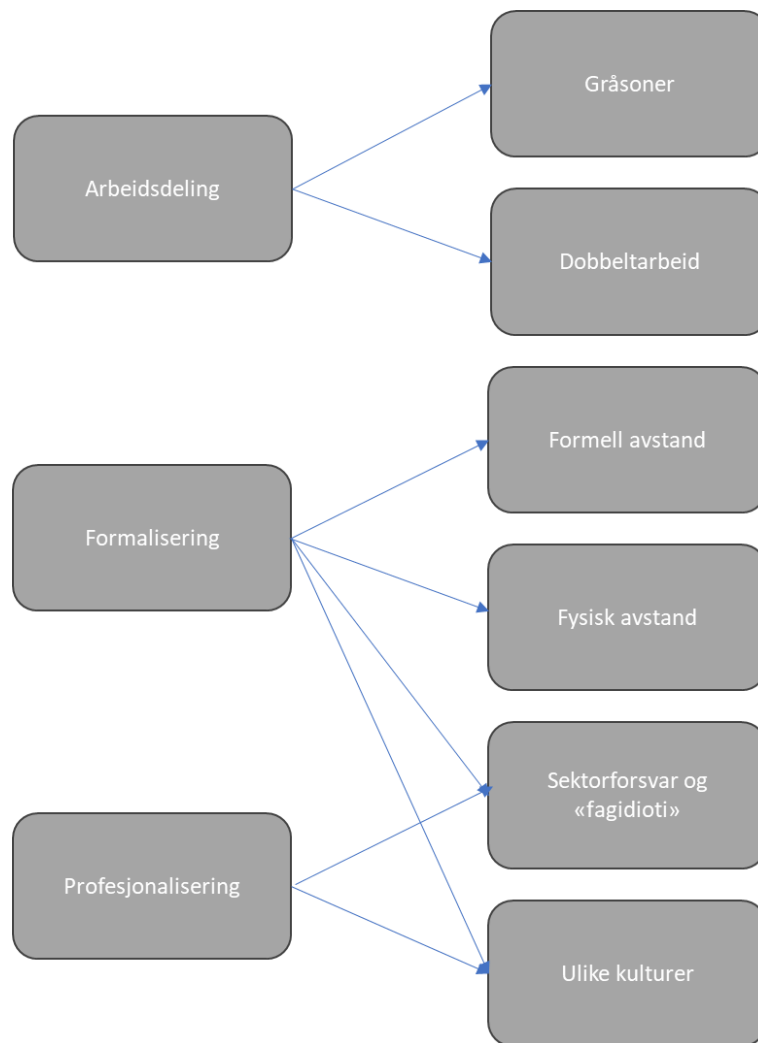 Gråsoner
Arbeidsdeling
Dobbeltarbeid
Formell avstand
Formalisering
Fysisk avstand
Sektorforsvar og
«fagidioti»
Profesjonalisering
Ulike kulturer